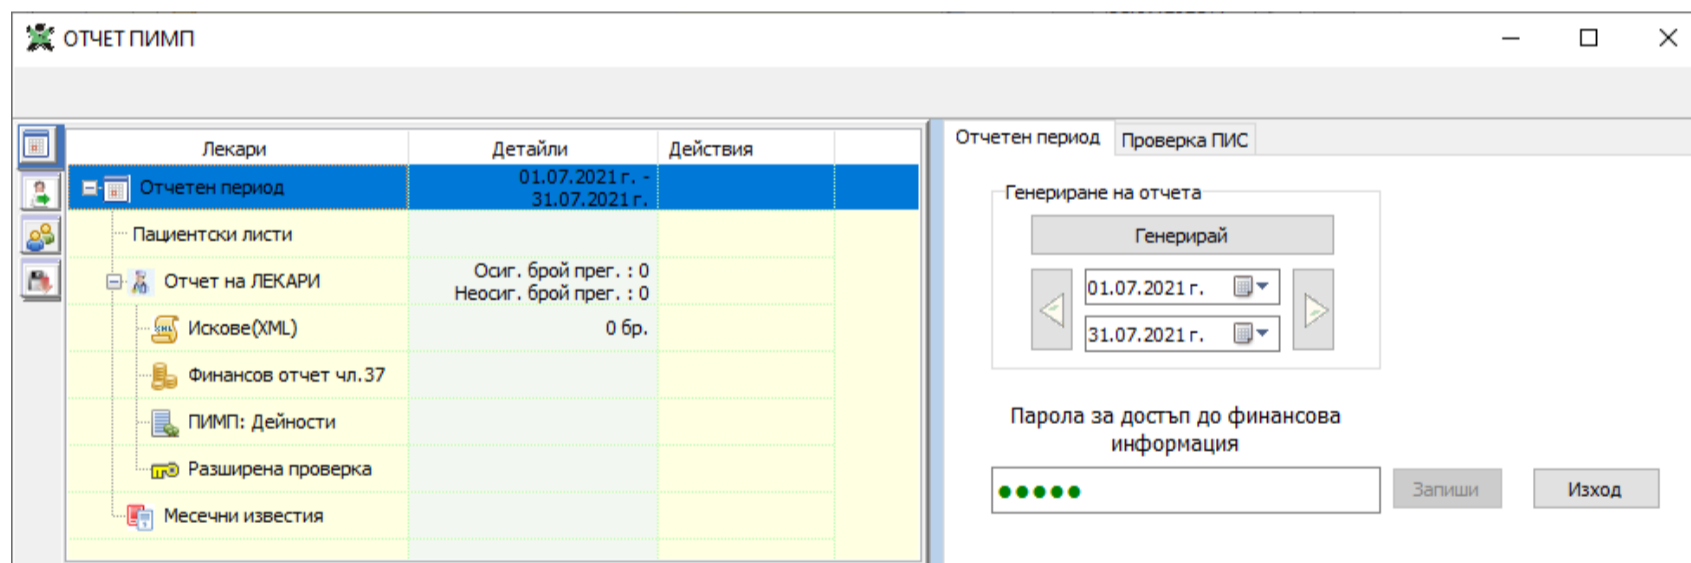 ОТЧЕТ ПИМП
Лекари Детайли Действия
Отчетен период 01.07.2021 г. -
31.07.2021 г.
Пациентски листи
Отчет на ЛЕКАРИ Осиг. брой прег. : 0
Неосиг. брой прег. : 0
Искове(XML) 0 бр.
Финансов отчет чл.37
ПИМП: Дейности
Разширена проверка
Месечни известия
Отчетен период Проверка ПИС
Генериране на отчета
Генерирай
01.07.2021 г.
31.07.2021 г.
Парола за достъп до финансова
информация
Запиши Изход